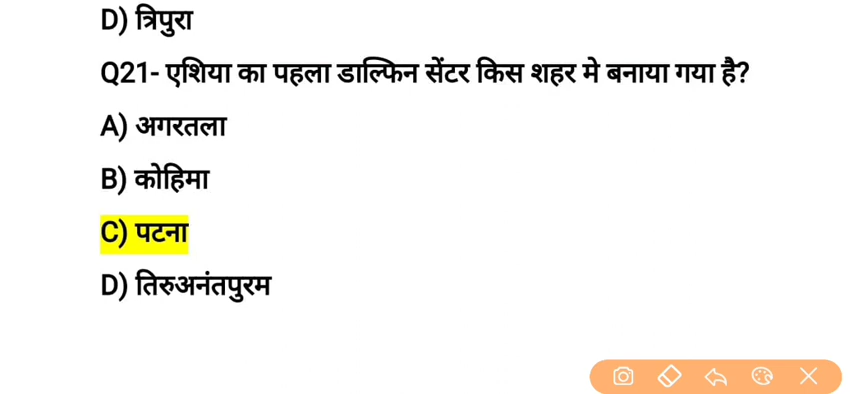 D) त्रिपुरा
Q21- एशिया का पहला डाल्फिन सेंटर किस शहर मे बनाया गया है?
A) अगरतला
B) कोहिमा
C) पटना
D) तिरुअनंतपुरम